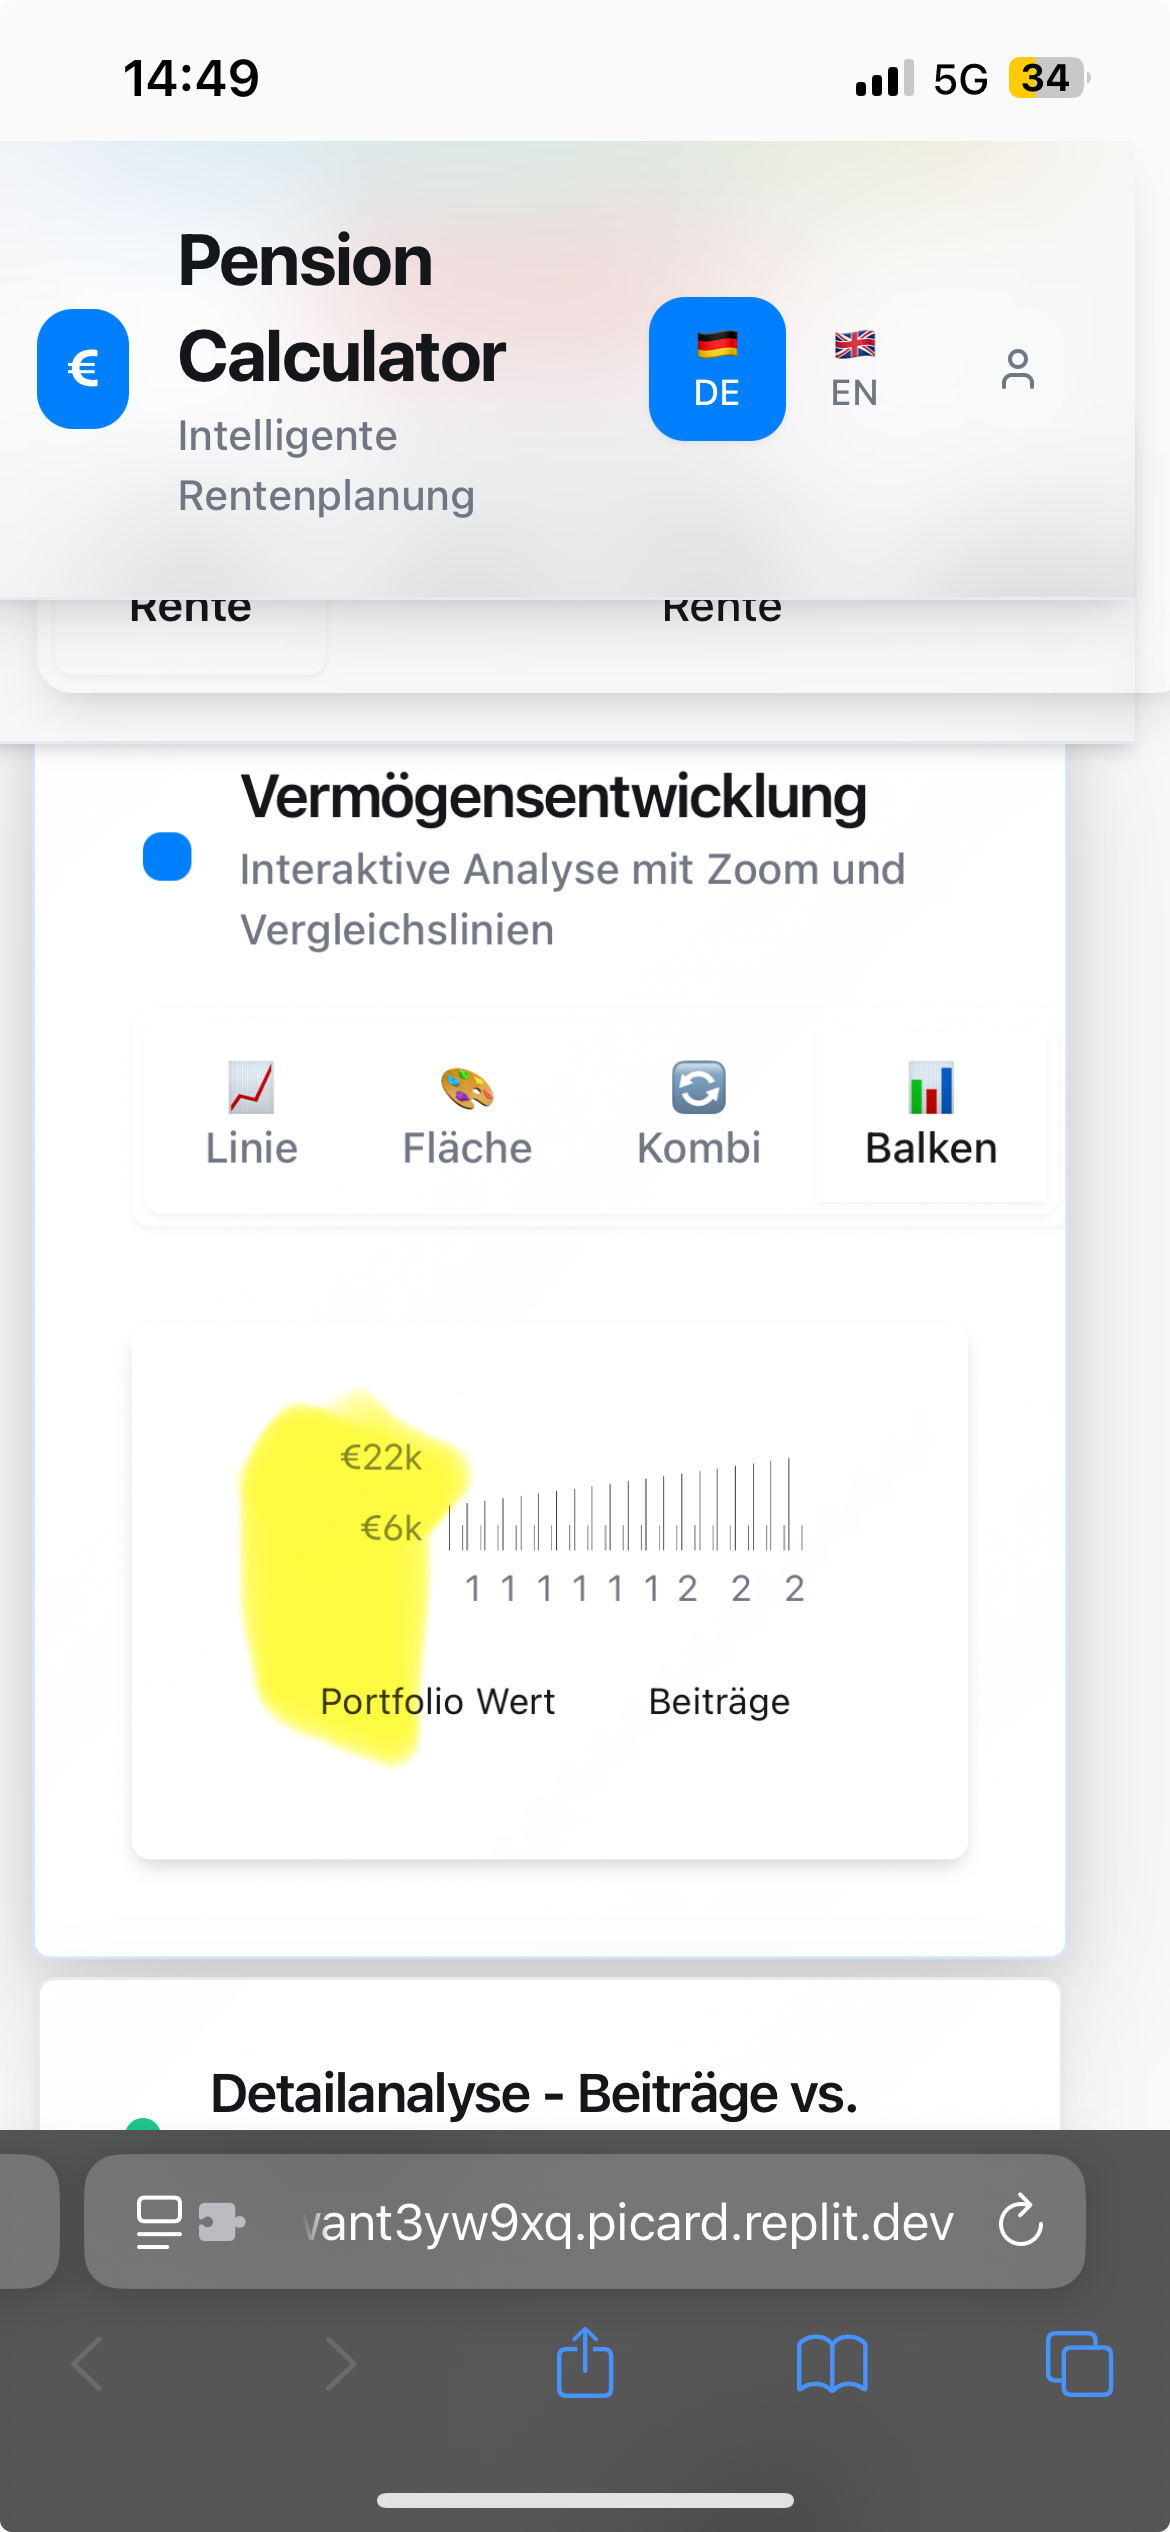 14:49
5G
34
Pension
Calculator
€
Intelligente
Rentenplanung
DE
EN
Rente
Rente
Vermögensentwicklung
Interaktive Analyse mit Zoom und
Vergleichslinien
Linie
Fläche
Kombi
Balken
€22k
€6k
1 1 1 1 1 1 2 2 2
Portfolio Wert
Beiträge
Detailanalyse - Beiträge vs.
ant3yw9xq.picard.replit.dev